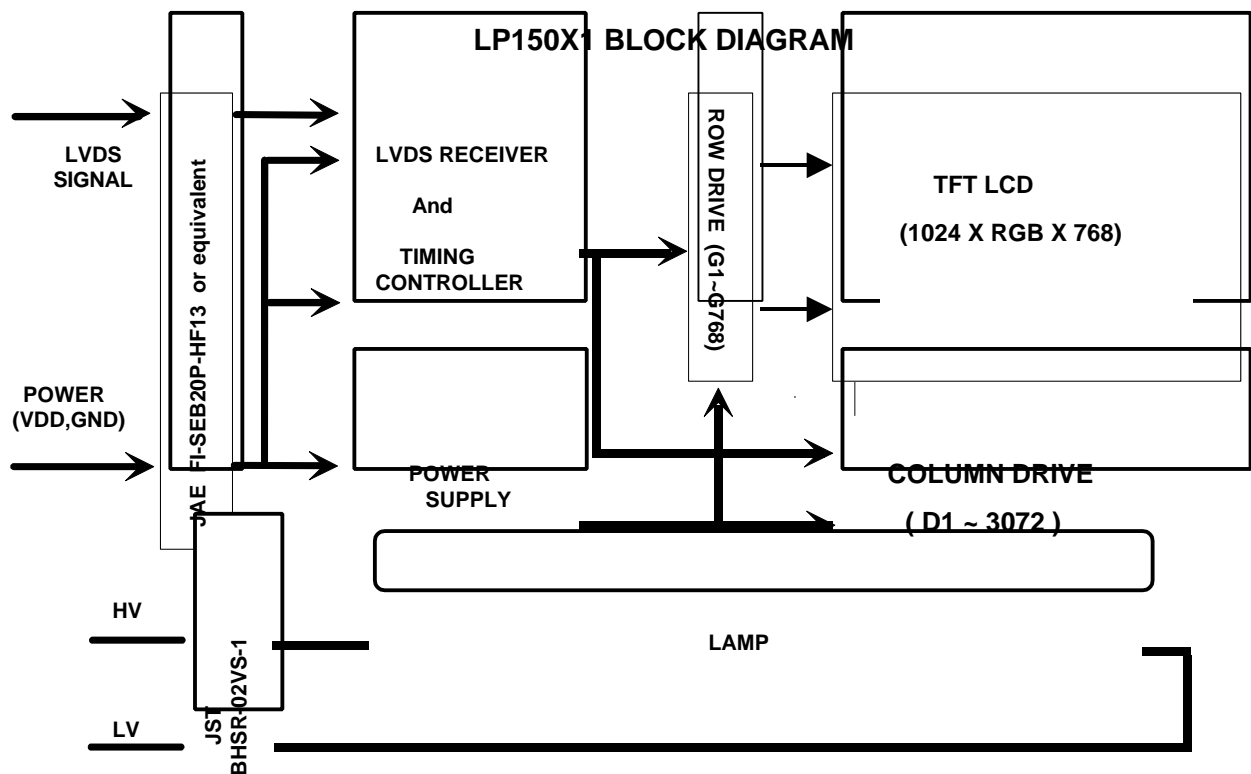 LP150X1 BLOCK DIAGRAM
LVDS
SIGNAL
POWER
(VDD,GND)
JAE FI-SEB20P-HF13 or equivalent
LVDS RECEIVER
And
TIMING
CONTROLLER
ROW DRIVE (G1~G768)
TFT LCD
(1024 X RGB X 768)
POWER
SUPPLY
COLUMN DRIVE
( D1 ~ 3072 )
HV
LV
JST
BHSR-02VS-1
LAMP